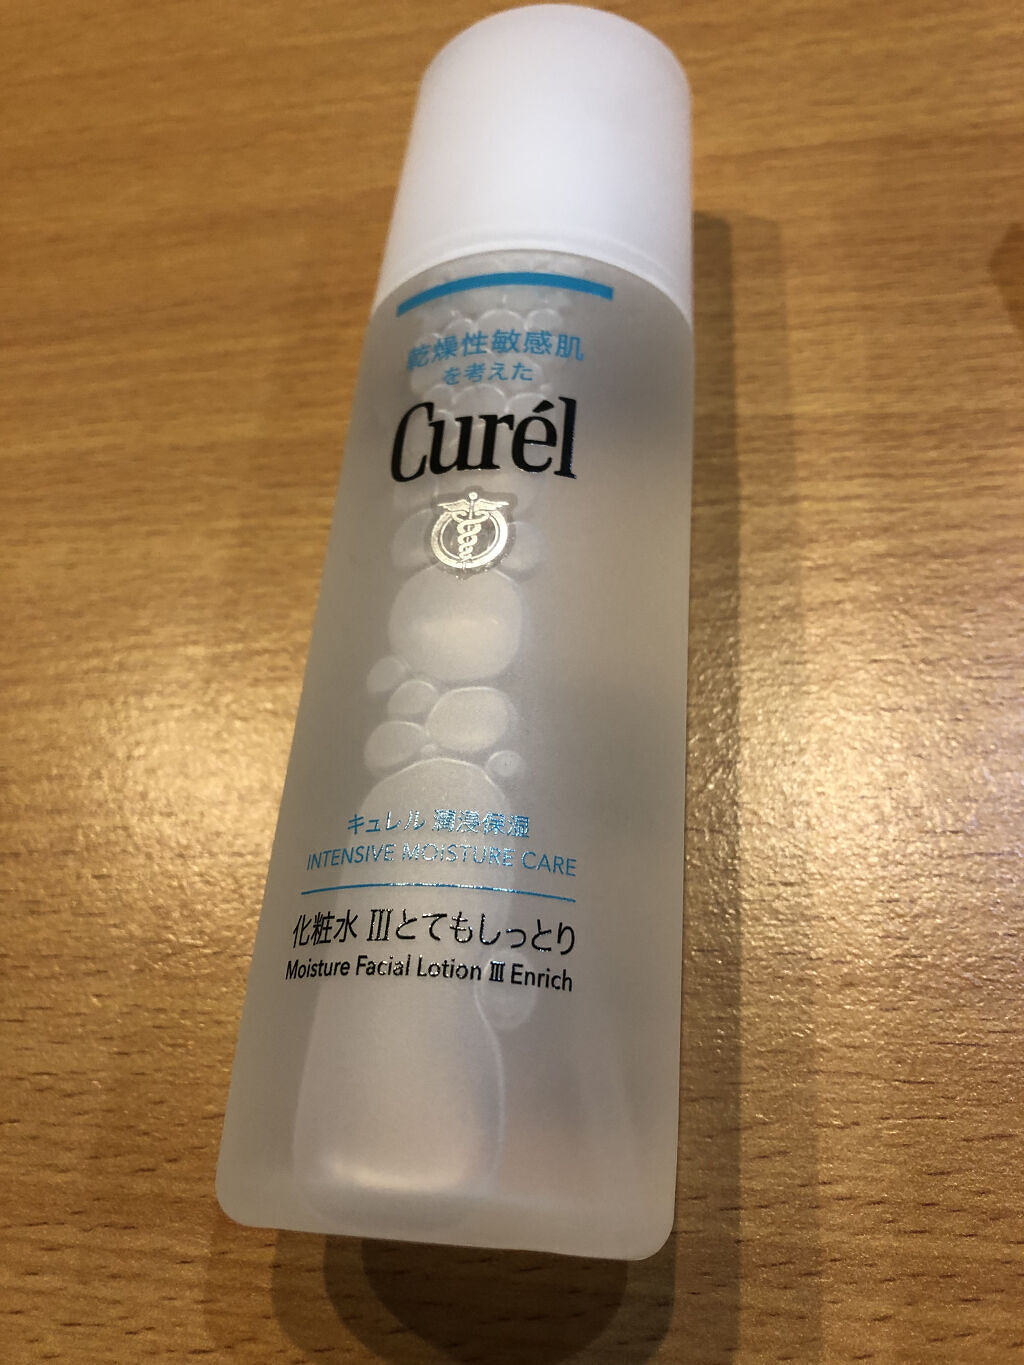 乾燥性敏感肌
を考えた
Curél
キュレル 潤浸保湿
INTENSIVE MOISTURE CARE
化粧水 Ⅲとてもしっとり
Moisture Facial Lotion Ⅲ Enrich